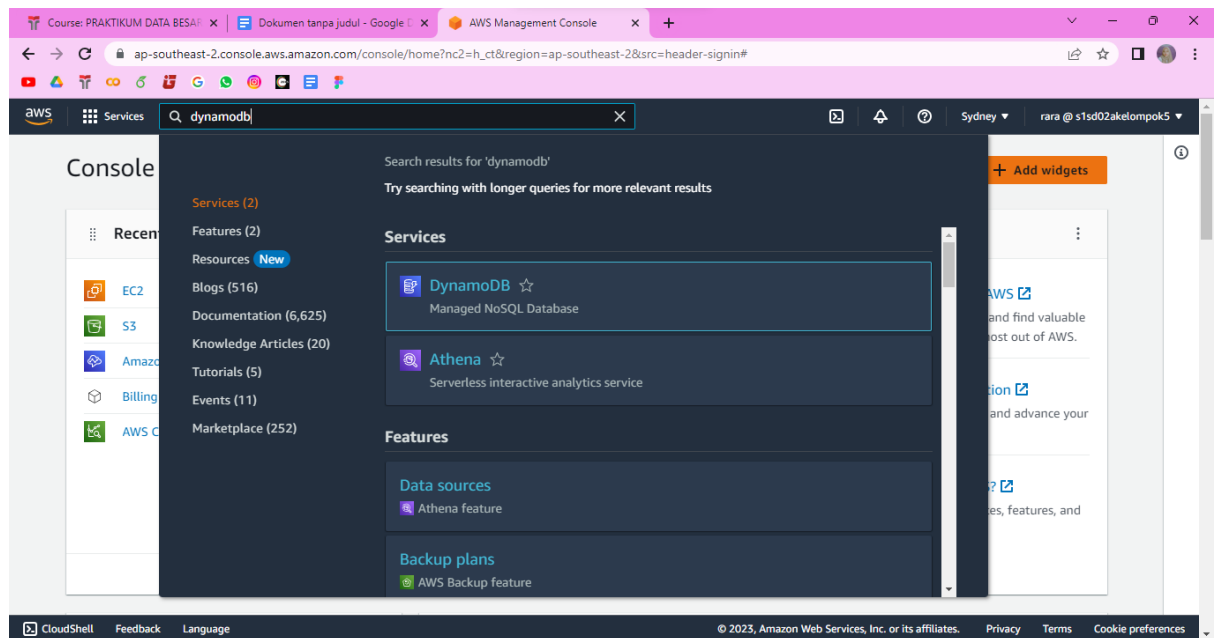 Course: PRAKTIKUM DATA BESAR
Dokumen tanpa judul - Google D
AWS Management Console
ap-southeast-2.console.aws.amazon.com/console/home?nc2=h_ct&region=ap-southeast-2&src=header-signin#
aws
Services
dynamodb
Sydney
rara @ s1sd02akelompok5
Console
Add widgets
Recen
EC2
S3
Amazo
Billing
AWS C
Services (2)
Features (2)
Resources New
Blogs (516)
Documentation (6,625)
Knowledge Articles (20)
Tutorials (5)
Events (11)
Marketplace (252)
Search results for 'dynamodb'
Try searching with longer queries for more relevant results
Services
DynamoDB
Managed NoSQL Database
Athena
Serverless interactive analytics service
Features
Data sources
Athena feature
Backup plans
AWS Backup feature
AWS
and find valuable
ost out of AWS.
tion
and advance your
?
es, features, and
CloudShell Feedback Language
© 2023, Amazon Web Services, Inc. or its affiliates. Privacy Terms Cookie preferences